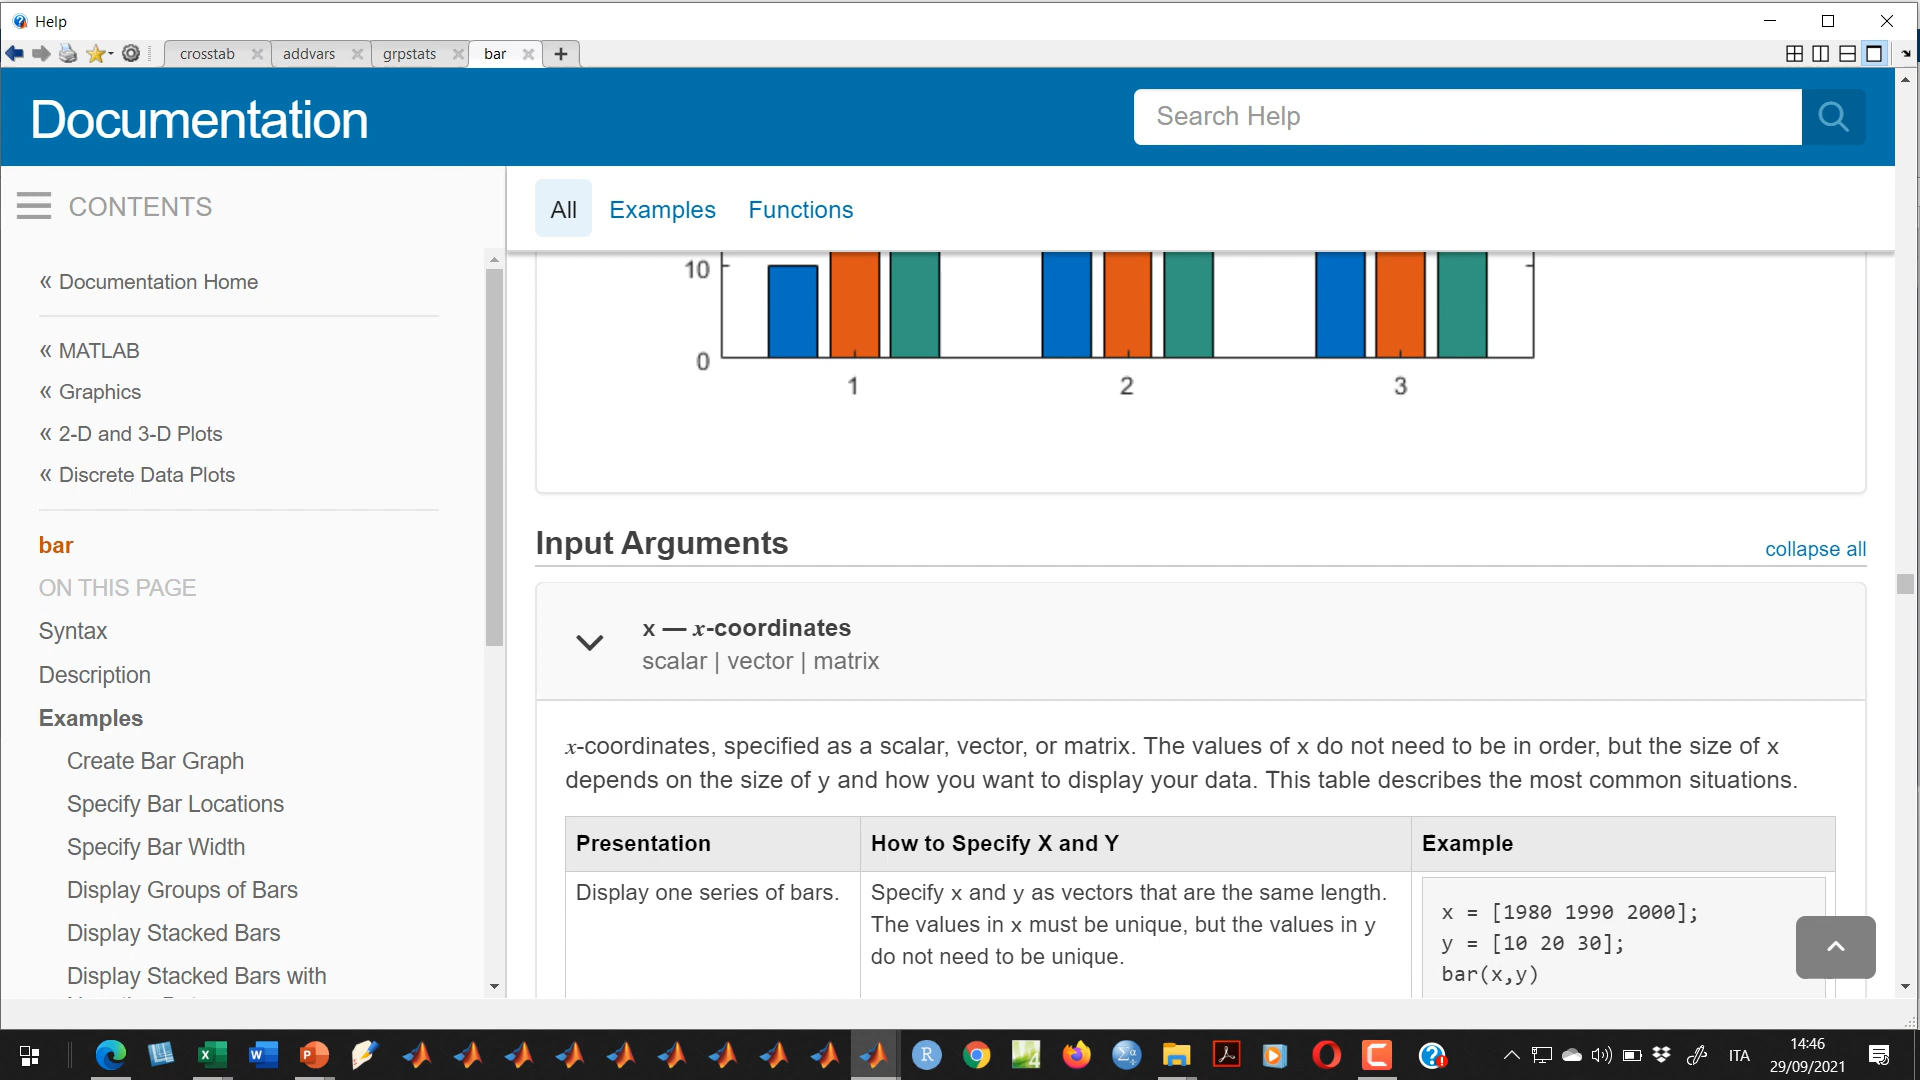 Help
crosstab addvars grpstats bar
Documentation
Search Help
CONTENTS
« Documentation Home
« MATLAB
« Graphics
« 2-D and 3-D Plots
« Discrete Data Plots
bar
ON THIS PAGE
Syntax
Description
Examples
Create Bar Graph
Specify Bar Locations
Specify Bar Width
Display Groups of Bars
Display Stacked Bars
Display Stacked Bars with
All Examples Functions
10
0
1 2 3
Input Arguments
collapse all
x — x-coordinates
scalar | vector | matrix
x-coordinates, specified as a scalar, vector, or matrix. The values of x do not need to be in order, but the size of x
depends on the size of y and how you want to display your data. This table describes the most common situations.
Presentation How to Specify X and Y Example
Display one series of bars.
Specify x and y as vectors that are the same length.
The values in x must be unique, but the values in y
do not need to be unique.
x = [1980 1990 2000];
y = [10 20 30];
bar(x,y)
ITA
14:46
29/09/2021